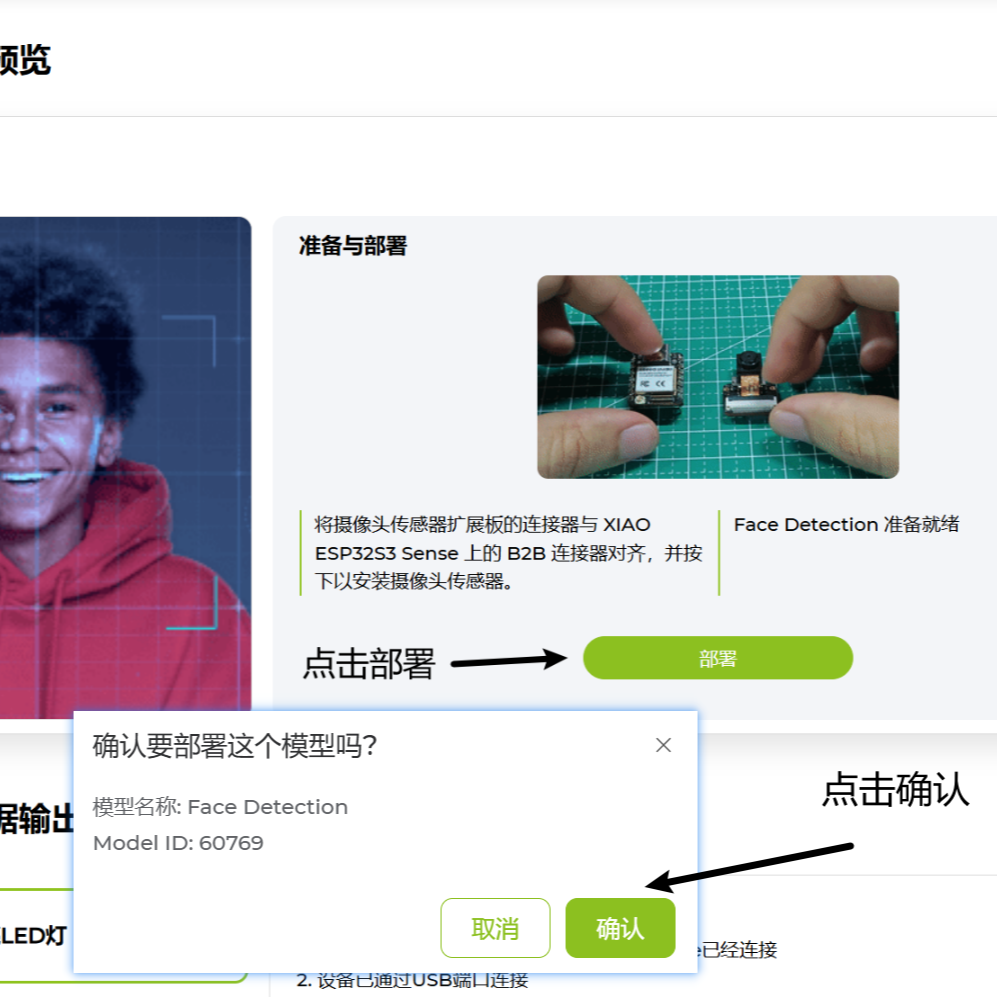 预览
准备与部署
将摄像头传感器扩展板的连接器与 XIAO
ESP32S3 Sense 上的 B2B 连接器对齐，并按
下以安装摄像头传感器。
Face Detection 准备就绪
点击部署
部署
确认要部署这个模型吗?
模型名称: Face Detection
Model ID: 60769
取消
确认
点击确认
据输出
LED灯
已经连接
2. 设备已通过USB端口连接